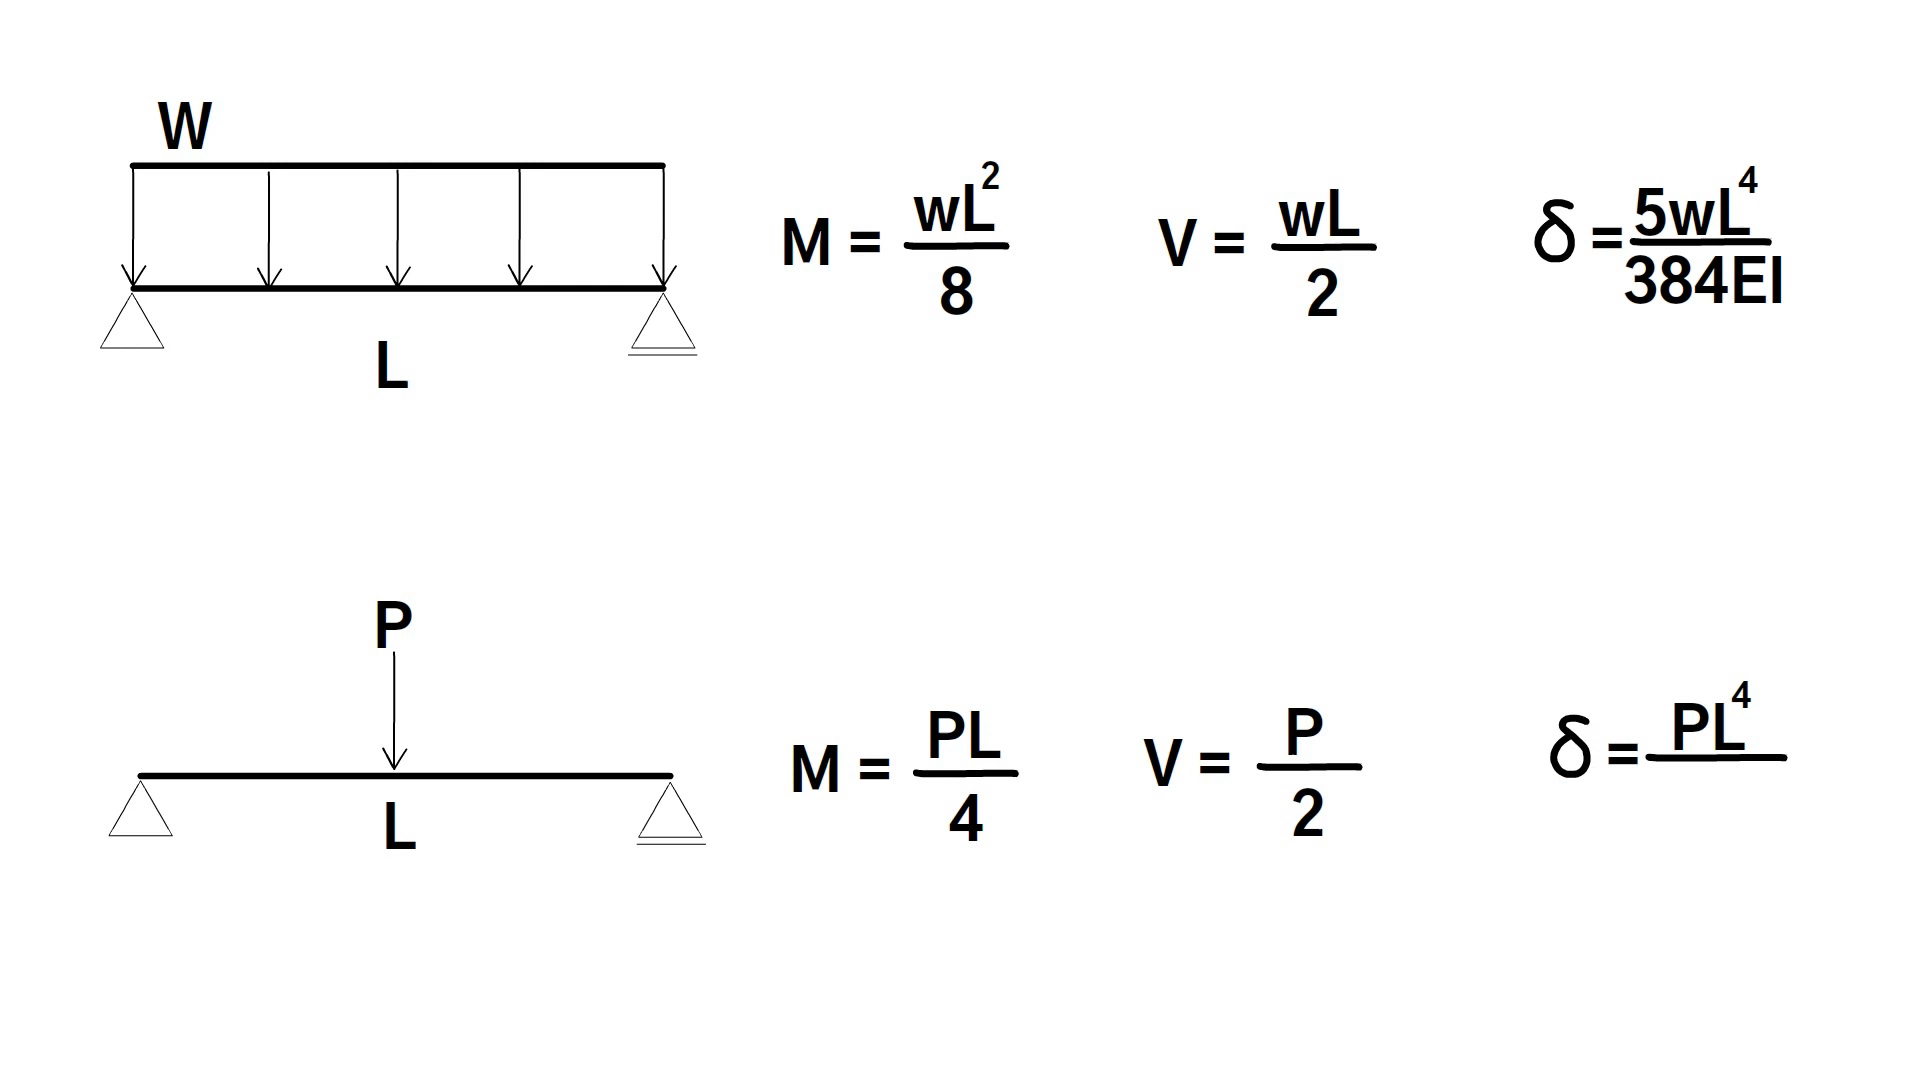 W
M = wL²/8
V = wL/2
δ = 5wL⁴/384EI
L
P
M = PL/4
V = P/2
δ = PL⁴/
L